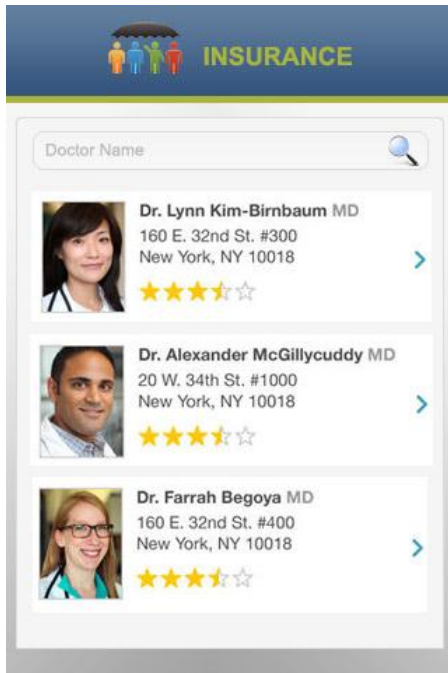 INSURANCE
Doctor Name
Dr. Lynn Kim-Birnbaum MD
160 E. 32nd St. #300
New York, NY 10018
Dr. Alexander McGillycuddy MD
20 W. 34th St. #1000
New York, NY 10018
Dr. Farrah Begoya MD
160 E. 32nd St. #400
New York, NY 10018